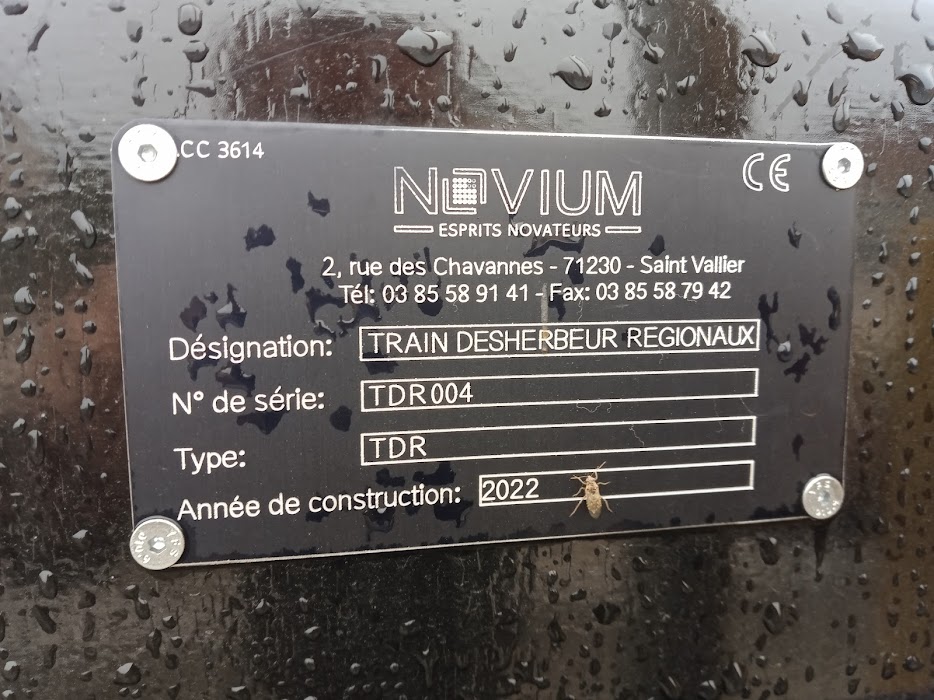 .CC 3614
CE
NOVIUM
ESPRITS NOVATEURS
2, rue des Chavannes - 71230 - Saint Vallier
Tél: 03 85 58 91 41 - Fax: 03 85 58 79 42
Désignation: TRAIN DESHERBEUR REGIONAUX
N° de série: TDR004
Type: TDR
Année de construction: 2022